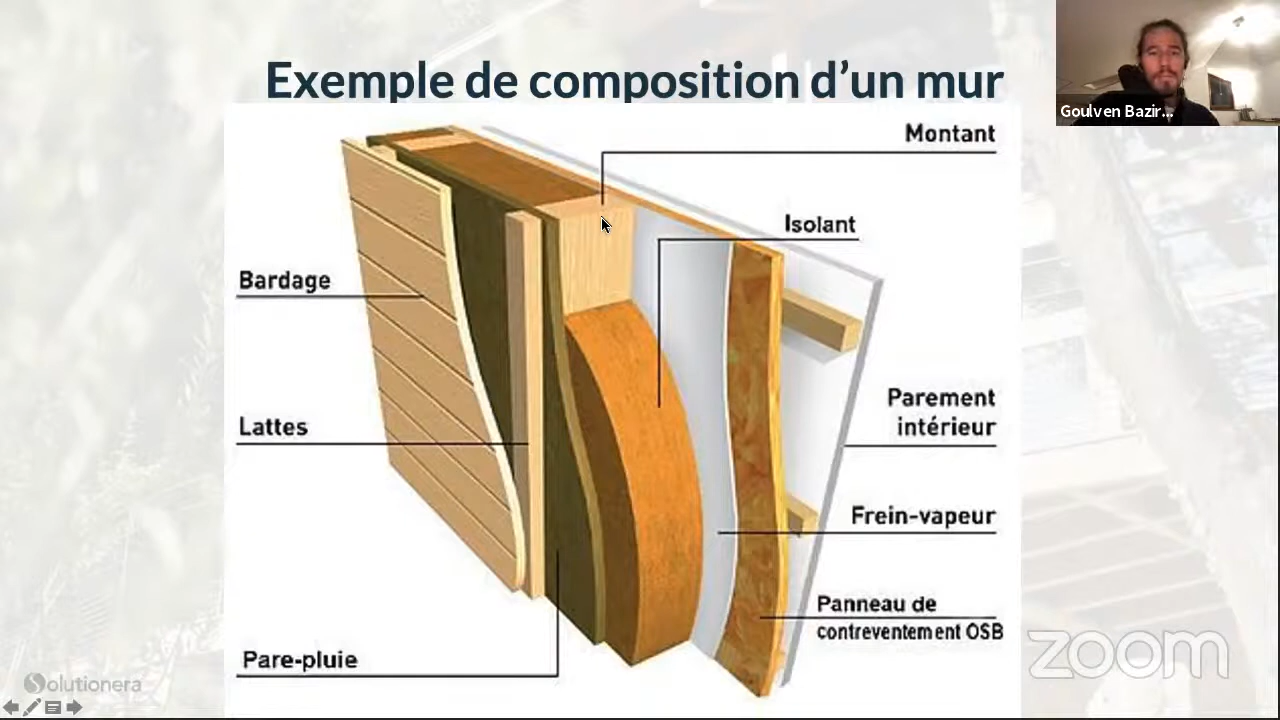 Exemple de composition d’un mur
Goulven Bazir...
Montant
Isolant
Bardage
Parement
intérieur
Lattes
Frein-vapeur
Panneau de
contreventement OSB
Pare-pluie
Solutionera
zoom